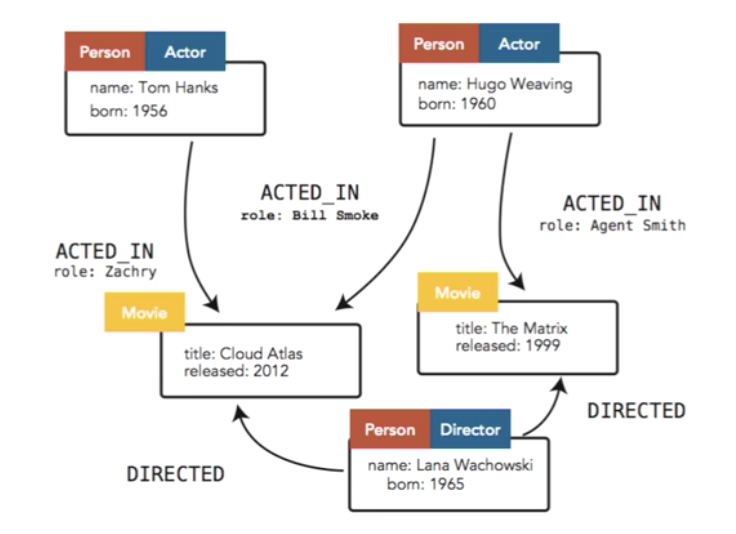 Person Actor
name: Tom Hanks
born: 1956
Person Actor
name: Hugo Weaving
born: 1960
ACTED_IN
role: Zachry
ACTED_IN
role: Bill Smoke
ACTED_IN
role: Agent Smith
Movie
title: Cloud Atlas
released: 2012
Movie
title: The Matrix
released: 1999
DIRECTED
DIRECTED
Person Director
name: Lana Wachowski
born: 1965